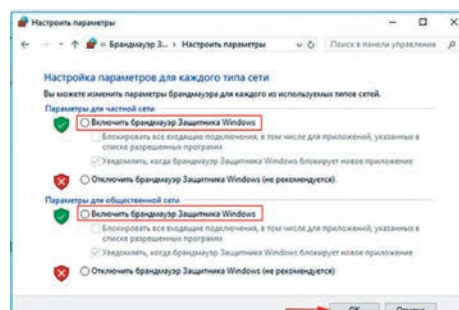 Настроить параметры
« Брандмауэр З... › Настроить параметры
Поиск в панели управления
Настройка параметров для каждого типа сети
Вы можете изменить параметры брандмауэра для каждого из используемых типов сетей.
Параметры для частной сети
Включить брандмауэр Защитника Windows
Блокировать все входящие подключения, в том числе для приложений, указанных в
списке разрешенных программ
Уведомлять, когда брандмауэр Защитника Windows блокирует новое приложение
Отключить брандмауэр Защитника Windows (не рекомендуется)
Параметры для общественной сети
Включить брандмауэр Защитника Windows
Блокировать все входящие подключения, в том числе для приложений, указанных в
списке разрешенных программ
Уведомлять, когда брандмауэр Защитника Windows блокирует новое приложение
Отключить брандмауэр Защитника Windows (не рекомендуется)
OK Отмена